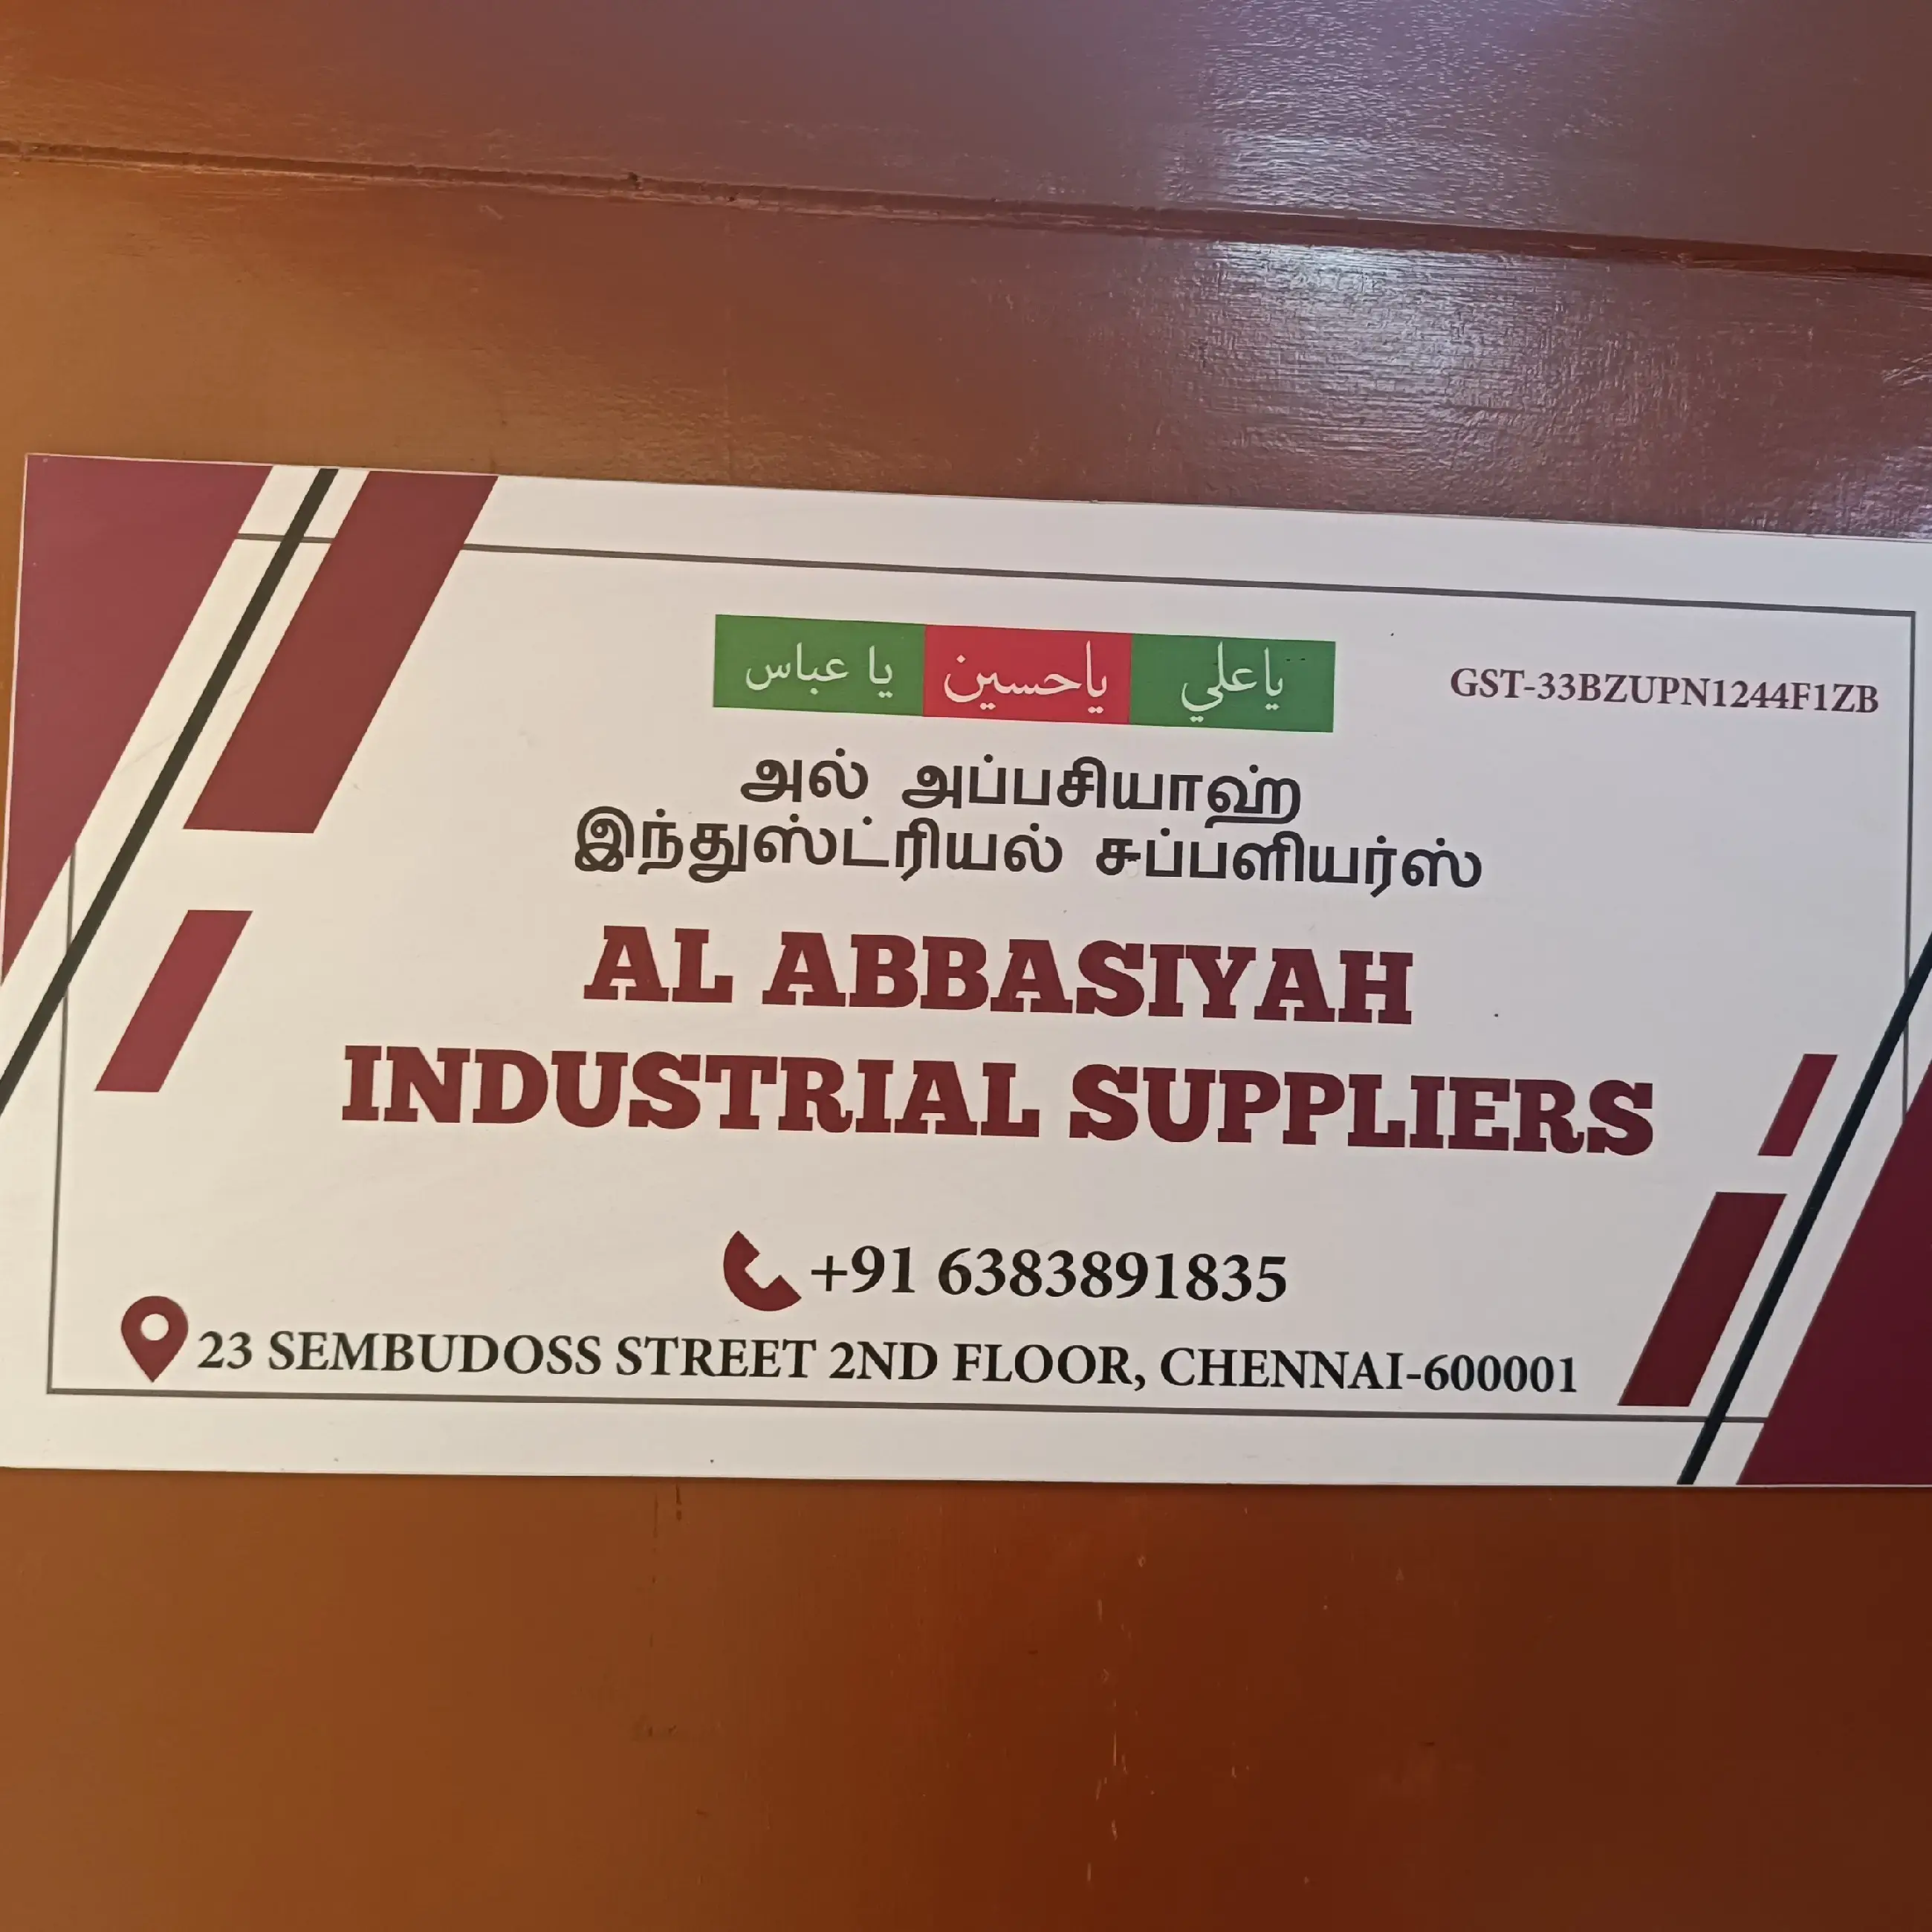 ياعلي ياحسين يا عباس
GST-33BZUPN1244F1ZB
அல் அப்பசியாஹ்
இந்துஸ்ட்ரியல் சப்பளியர்ஸ்
AL ABBASIYAH
INDUSTRIAL SUPPLIERS
+91 6383891835
23 SEMBUDOSS STREET 2ND FLOOR, CHENNAI-600001